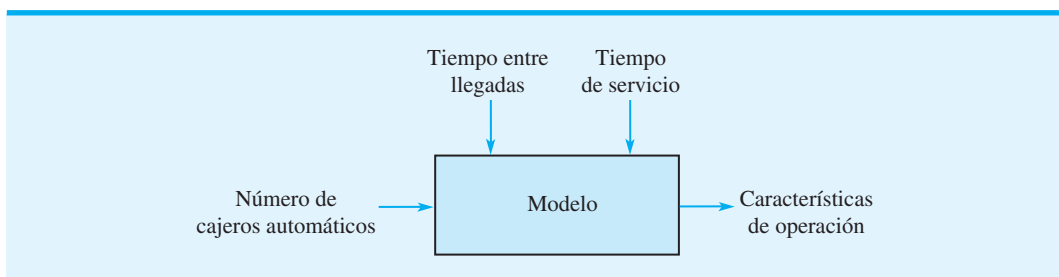 Tiempo entre
llegadas
Tiempo
de servicio
Número de
cajeros automáticos
Modelo
Características
de operación